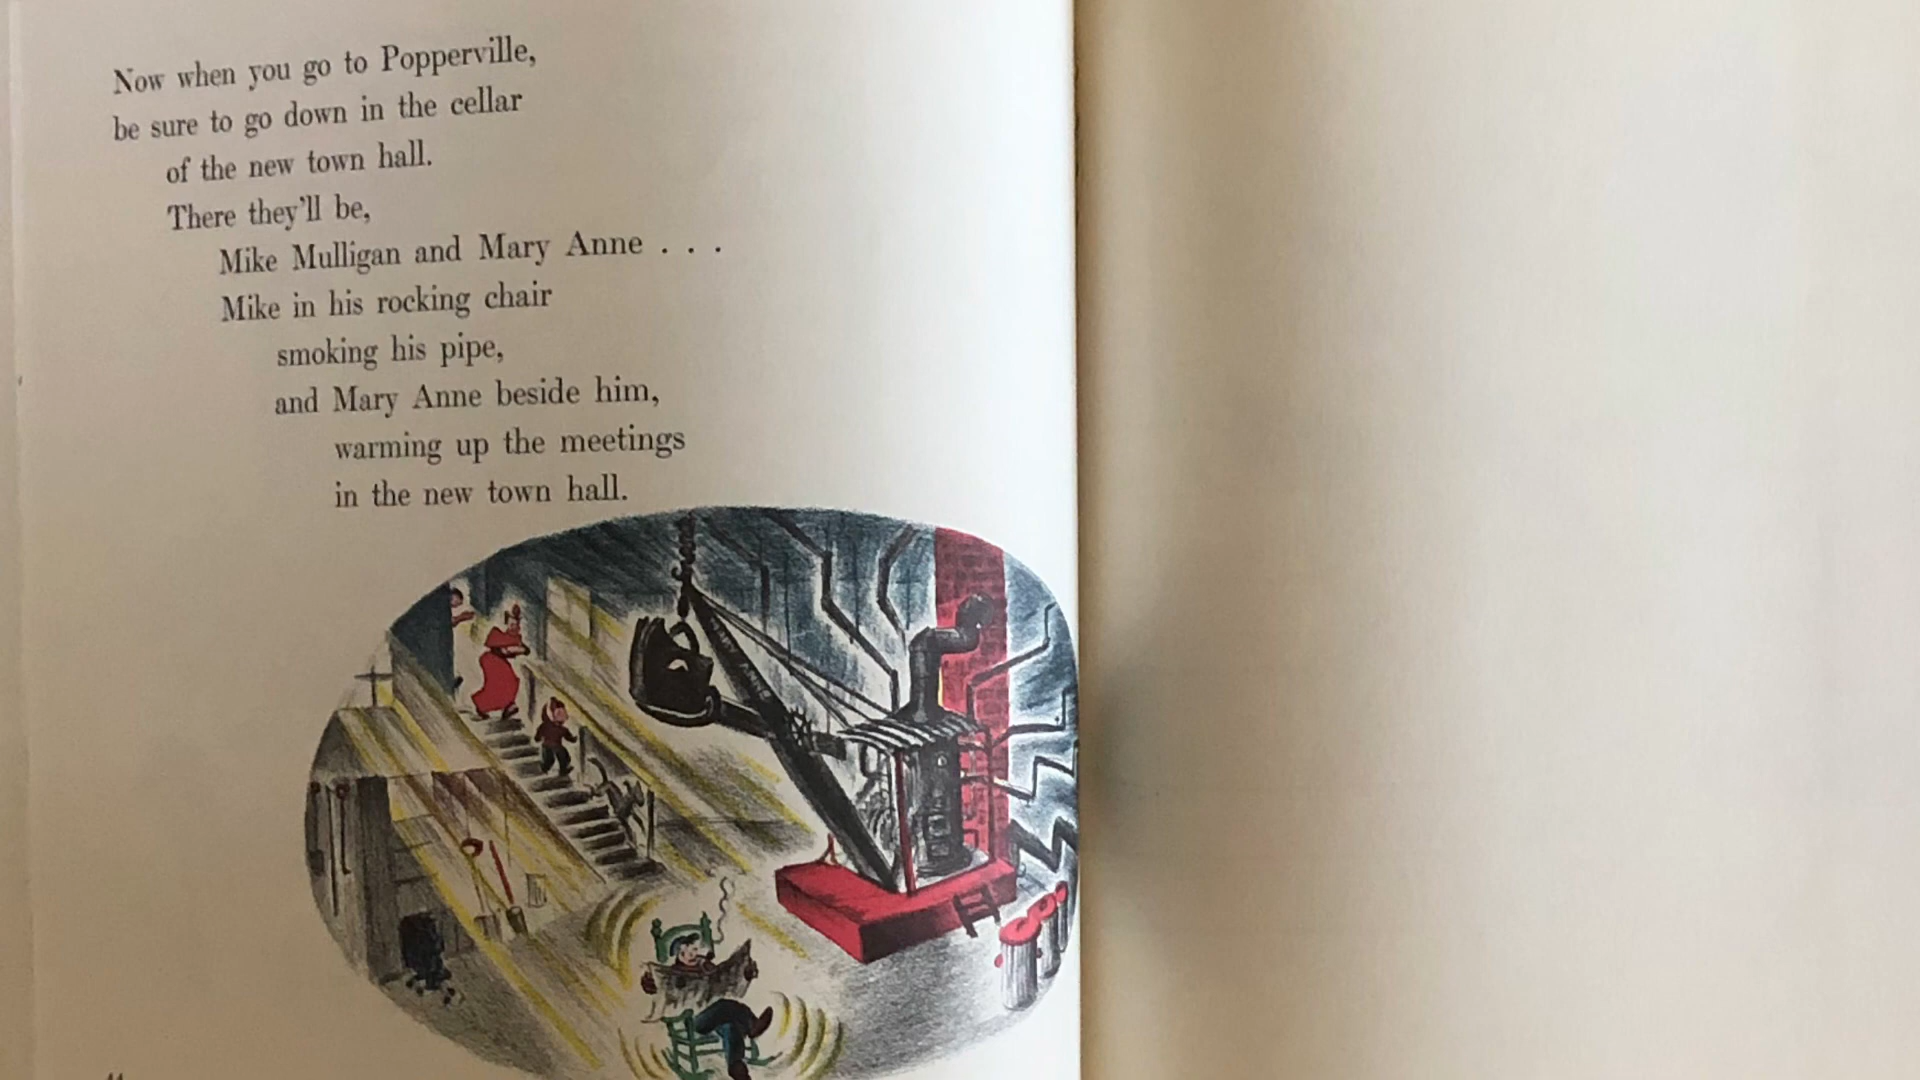 Now when you go to Popperville,
be sure to go down in the cellar
of the new town hall.
There they'll be,
Mike Mulligan and Mary Anne . . .
Mike in his rocking chair
smoking his pipe,
and Mary Anne beside him,
warming up the meetings
in the new town hall.